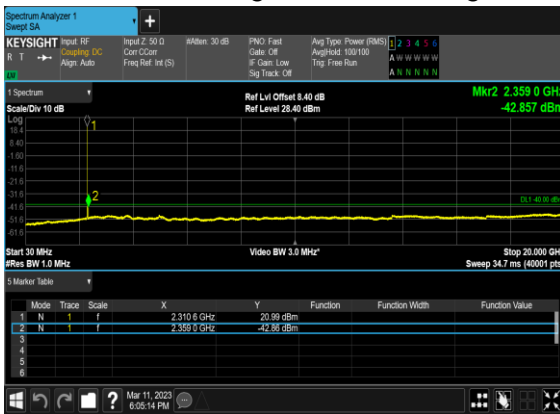 Spectrum Analyzer 1
Swept SA
+
KEYSIGHT Input: RF Input Z: 50 Ω #Atten: 30 dB PNO: Fast Avg Type: Power (RMS) 1 2 3 4 5 6
R T Coupling: DC Corr CCorr Gate: Off Avg|Hold: 100/100 A W W W W W
Align: Auto Freq Ref: Int (S) IF Gain: Low Trig: Free Run
Sig Track: Off A N N N N N
LV
1 Spectrum Ref Lvl Offset 8.40 dB Mkr2 2.359 0 GHz
Scale/Div 10 dB Ref Level 28.40 dBm -42.857 dBm
Log
18.4
8.40
-1.60
-11.6
-21.6
-31.6
-41.6
-51.6
-61.6
1
2
DL1 -40.00 dB
Start 30 MHz Video BW 3.0 MHz* Stop 20.000 GH
#Res BW 1.0 MHz Sweep 34.7 ms (40001 pts
5 Marker Table
Mode Trace Scale X Y Function Function Width Function Value
1 N 1 f 2.310 6 GHz 20.99 dBm
2 N 1 f 2.359 0 GHz -42.86 dBm
3
4
5
6
? Mar 11, 2023
6:05:14 PM